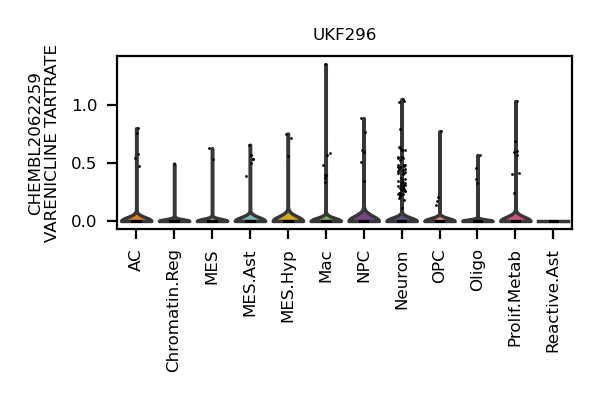 UKF296
CHEMBL2062259
VARENICLINE TARTRATE
1.0
0.5
0.0
AC
Chromatin.Reg
MES
MES.Ast
MES.Hyp
Mac
NPC
Neuron
OPC
Oligo
Prolif.Metab
Reactive.Ast